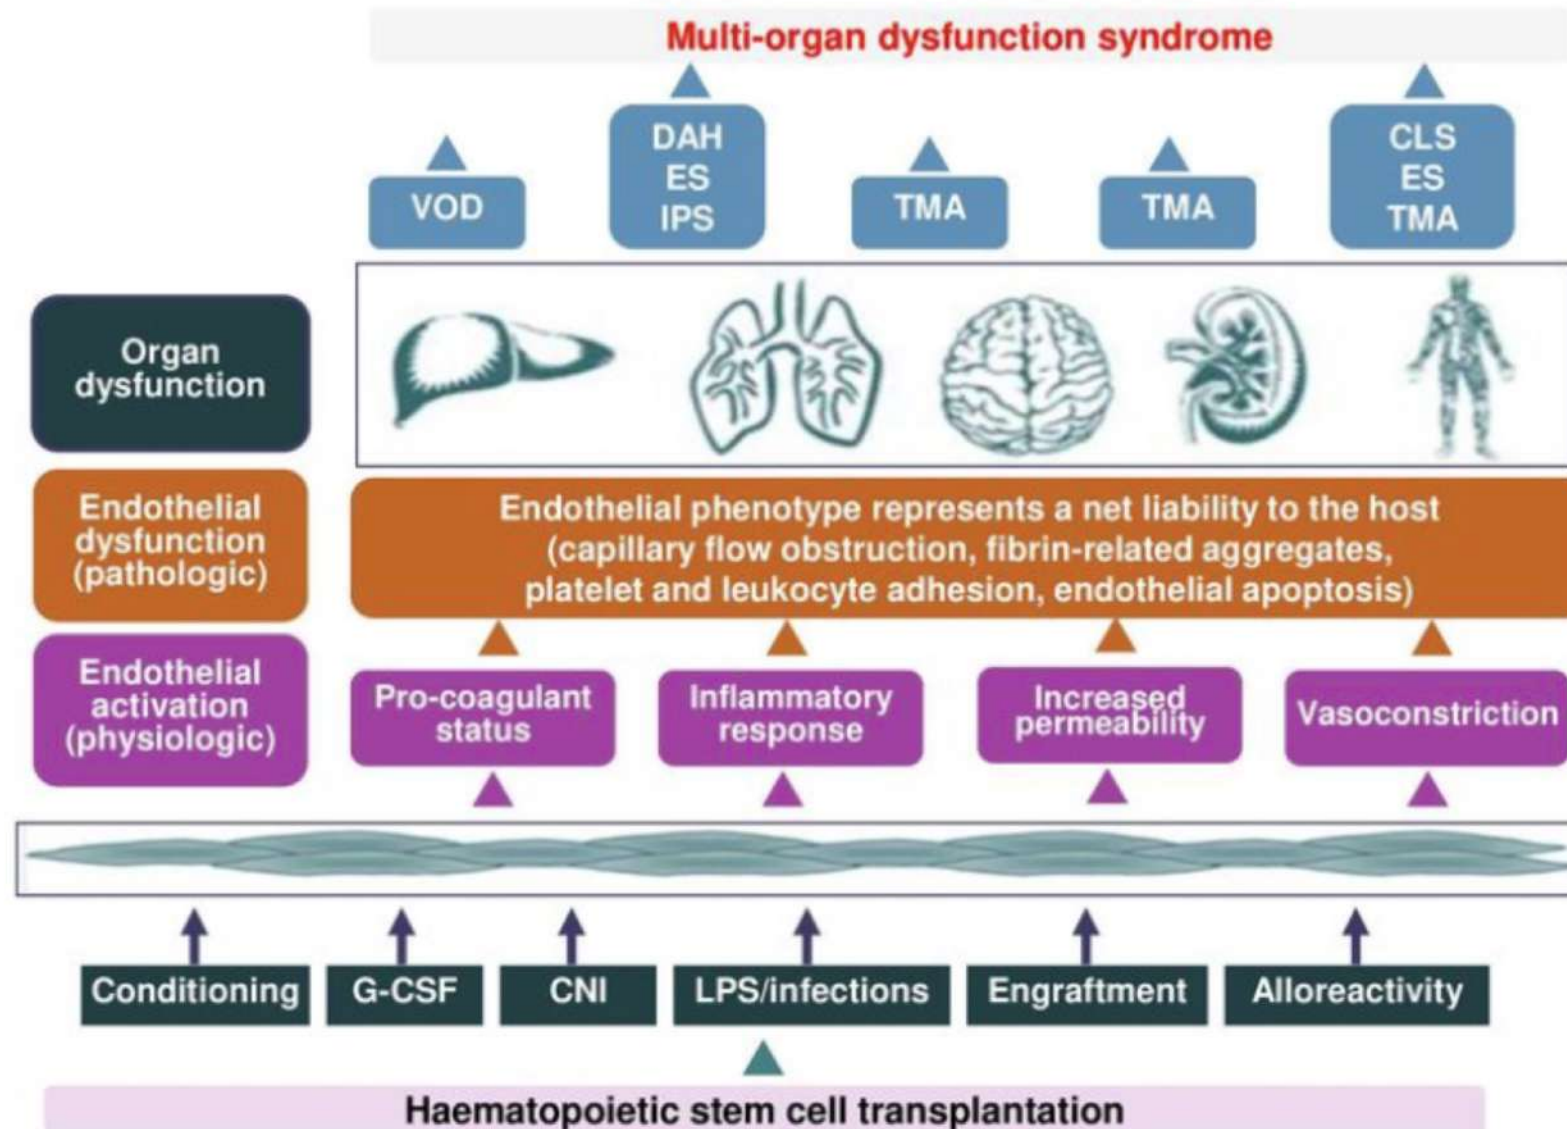 Multi-organ dysfunction syndrome
VOD
DAH
ES
IPS
TMA
TMA
CLS
ES
TMA
Organ
dysfunction
Endothelial
dysfunction
(pathologic)
Endothelial phenotype represents a net liability to the host
(capillary flow obstruction, fibrin-related aggregates,
platelet and leukocyte adhesion, endothelial apoptosis)
Endothelial
activation
(physiologic)
Pro-coagulant
status
Inflammatory
response
Increased
permeability
Vasoconstriction
Conditioning
G-CSF
CNI
LPS/infections
Engraftment
Alloreactivity
Haematopoietic stem cell transplantation